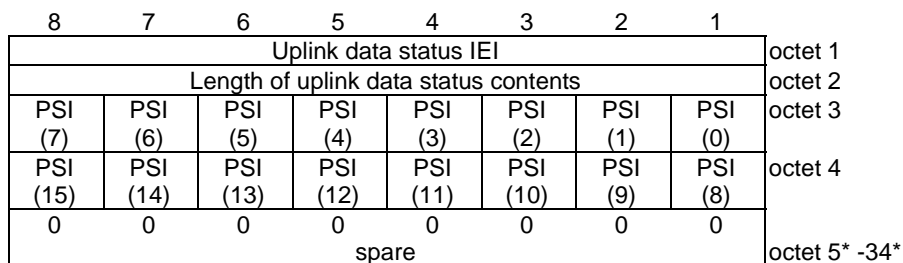 8 7 6 5 4 3 2 1
Uplink data status IEI octet 1
Length of uplink data status contents octet 2
PSI PSI PSI PSI PSI PSI PSI PSI octet 3
(7) (6) (5) (4) (3) (2) (1) (0)
PSI PSI PSI PSI PSI PSI PSI PSI octet 4
(15) (14) (13) (12) (11) (10) (9) (8)
0 0 0 0 0 0 0 0
spare octet 5* -34*